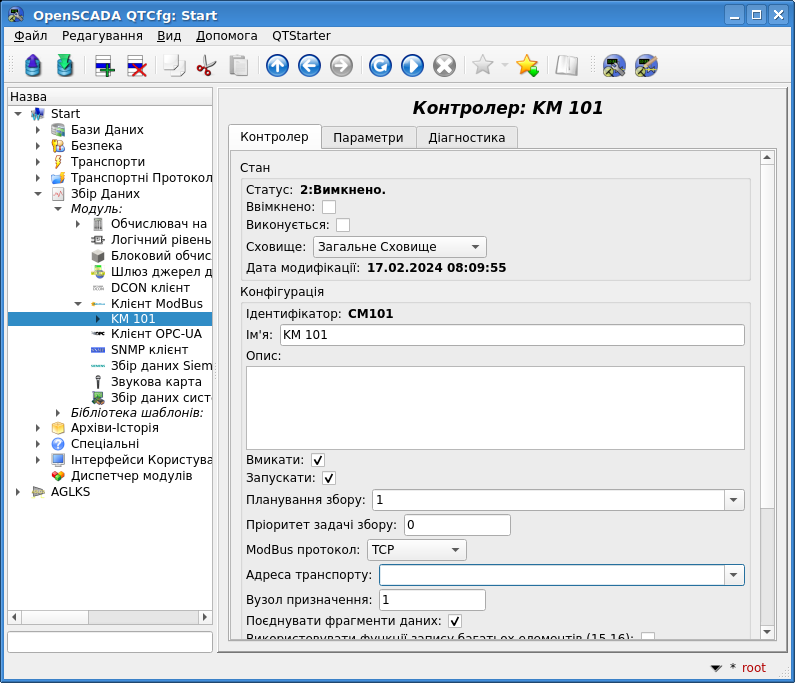 OpenSCADA QTCfg: Start
Файл Редагування Вид Допомога QTStarter
Назва
Start
Бази Даних
Безпека
Транспорти
Транспортні Протокол
Збір Даних
Модуль:
Обчислювач на
Логічний рівень
Блоковий обчис
Шлюз джерел д
DCON клієнт
Клієнт ModBus
KM 101
Клієнт OPC-UA
SNMP клієнт
Збір даних Siem
Звукова карта
Збір даних сист
Бібліотека шаблонів:
Архіви-Історія
Спеціальні
Інтерфейси Користува
Диспетчер модулів
AGLKS
Контролер: KM 101
Контролер Параметри Діагностика
Стан
Статус: 2:Вимкнено.
Ввімкнено:
Виконується:
Сховище: Загальне Сховище
Дата модифікації: 17.02.2024 08:09:55
Конфігурація
Ідентифікатор: CM101
Ім'я: KM 101
Опис:
Вмикати:
Запускати:
Планування збору: 1
Пріоритет задачі збору: 0
ModBus протокол: TCP
Адреса транспорту:
Вузол призначення: 1
Поєднувати фрагменти даних:
Використовувати функції запису багатьох елементів (15,16):
* root